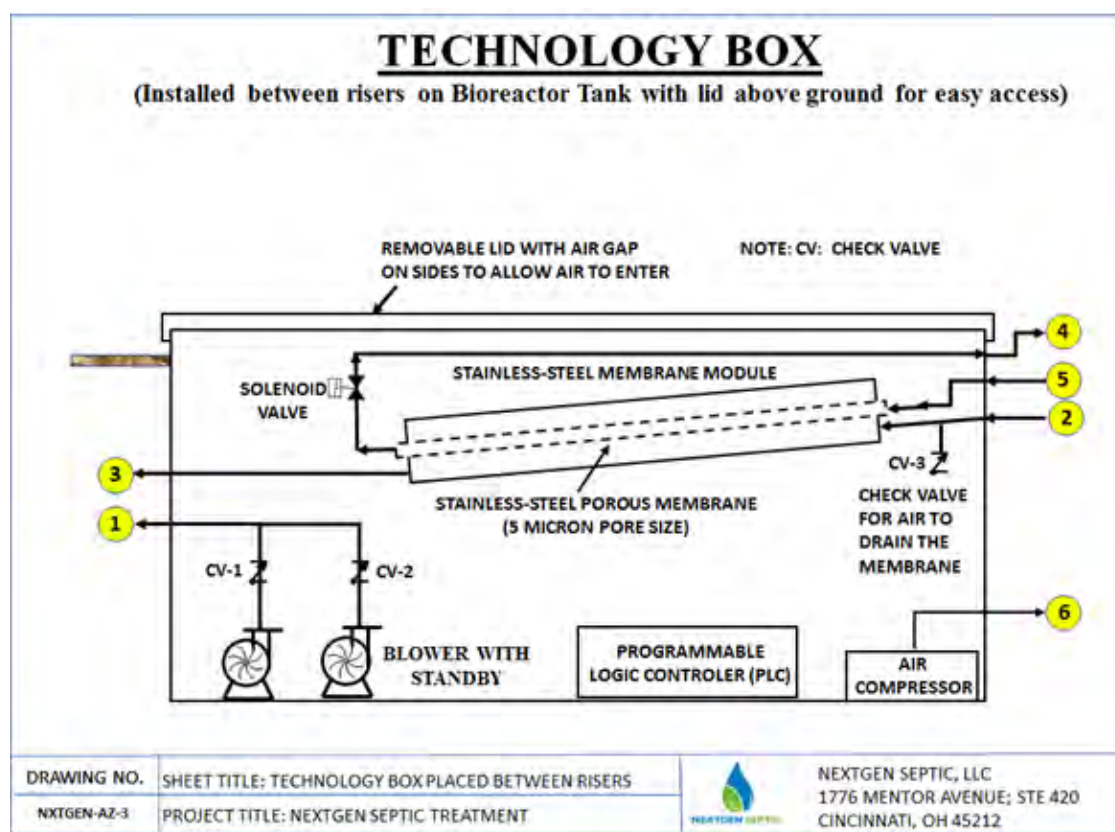 TECHNOLOGY BOX
(Installed between risers on Bioreactor Tank with lid above ground for easy access)
REMOVABLE LID WITH AIR GAP
ON SIDES TO ALLOW AIR TO ENTER
NOTE: CV: CHECK VALVE
4
STAINLESS-STEEL MEMBRANE MODULE
5
SOLENOID
VALVE
2
CV-3
3
STAINLESS-STEEL POROUS MEMBRANE
(5 MICRON PORE SIZE)
CHECK VALVE
FOR AIR TO
DRAIN THE
MEMBRANE
1
CV-1
CV-2
6
BLOWER WITH
STANDBY
PROGRAMMABLE
LOGIC CONTROLER (PLC)
AIR
COMPRESSOR
DRAWING NO.
SHEET TITLE: TECHNOLOGY BOX PLACED BETWEEN RISERS
NXTGEN-AZ-3
PROJECT TITLE: NEXTGEN SEPTIC TREATMENT
NEXTGEN SEPTIC
NEXTGEN SEPTIC, LLC
1776 MENTOR AVENUE; STE 420
CINCINNATI, OH 45212